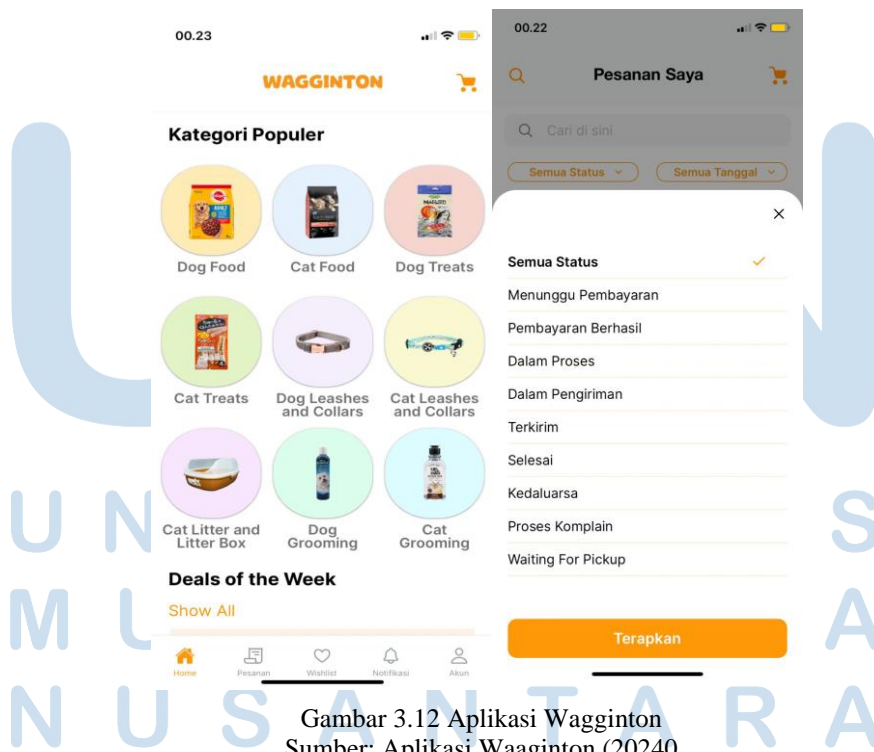 00.23
WAGGINTON
Kategori Populer
Dog Food
Cat Food
Dog Treats
Cat Treats
Dog Leashes
and Collars
Cat Leashes
and Collars
Cat Litter and
Litter Box
Dog
Grooming
Cat
Grooming
Deals of the Week
Show All
Home
Pesanan
Wishlist
Notifikasi
Akun
00.22
Pesanan Saya
Cari di sini
Semua Status
Semua Tanggal
Semua Status
Menunggu Pembayaran
Pembayaran Berhasil
Dalam Proses
Dalam Pengiriman
Terkirim
Selesai
Kedaluarsa
Proses Komplain
Waiting For Pickup
Terapkan
U N S
M U A
N U S A N T A R A
Gambar 3.12 Aplikasi Wagginton
Sumber: Aplikasi Waaginton (20240